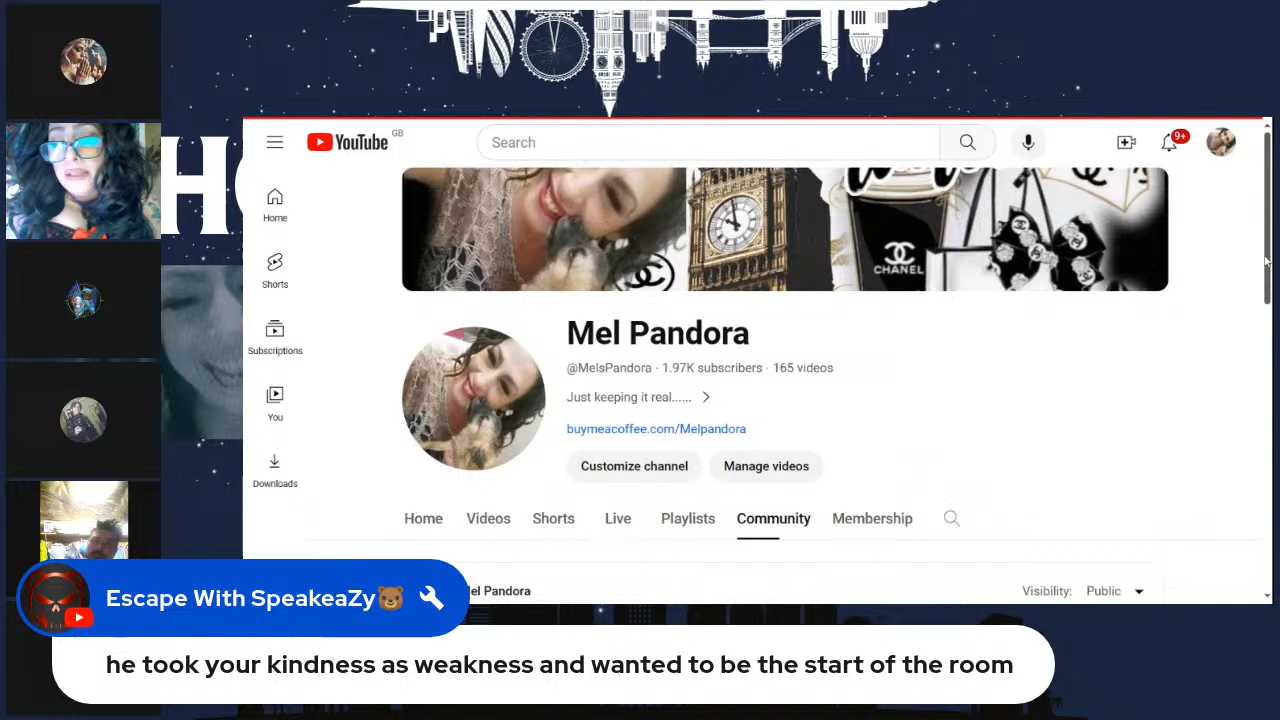 YouTube GB
Search
9+
Home
Shorts
Subscriptions
You
Downloads
CHANEL
Mel Pandora
@MelsPandora · 1.97K subscribers · 165 videos
Just keeping it real......
buymeacoffee.com/Melpandora
Customize channel
Manage videos
Home Videos Shorts Live Playlists Community Membership
el Pandora
Visibility: Public
Escape With SpeakeaZy🐻
he took your kindness as weakness and wanted to be the start of the room